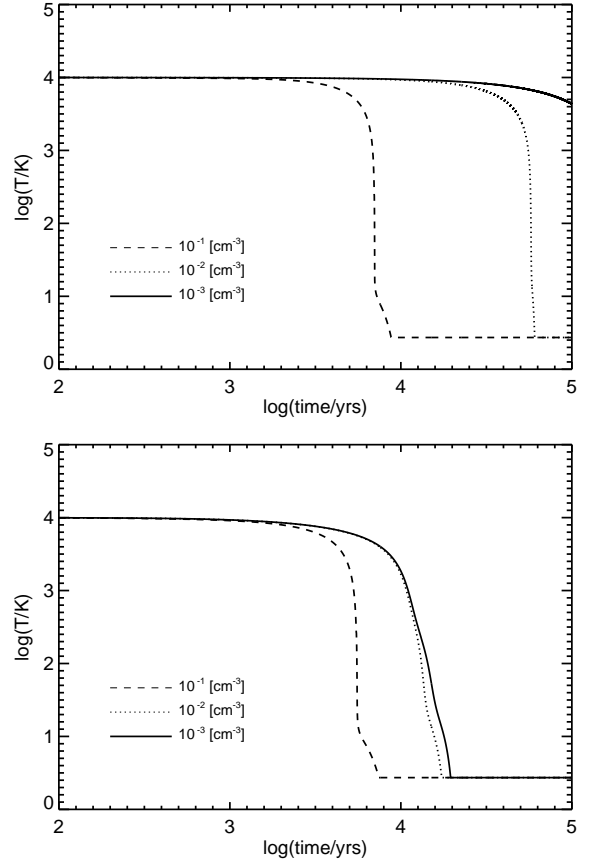 5
4
3
2
1
0
log(T/K)
10⁻¹ [cm⁻³]
10⁻² [cm⁻³]
10⁻³ [cm⁻³]
2 3 4 5
log(time/yrs)
5
4
3
2
1
0
log(T/K)
10⁻¹ [cm⁻³]
10⁻² [cm⁻³]
10⁻³ [cm⁻³]
2 3 4 5
log(time/yrs)